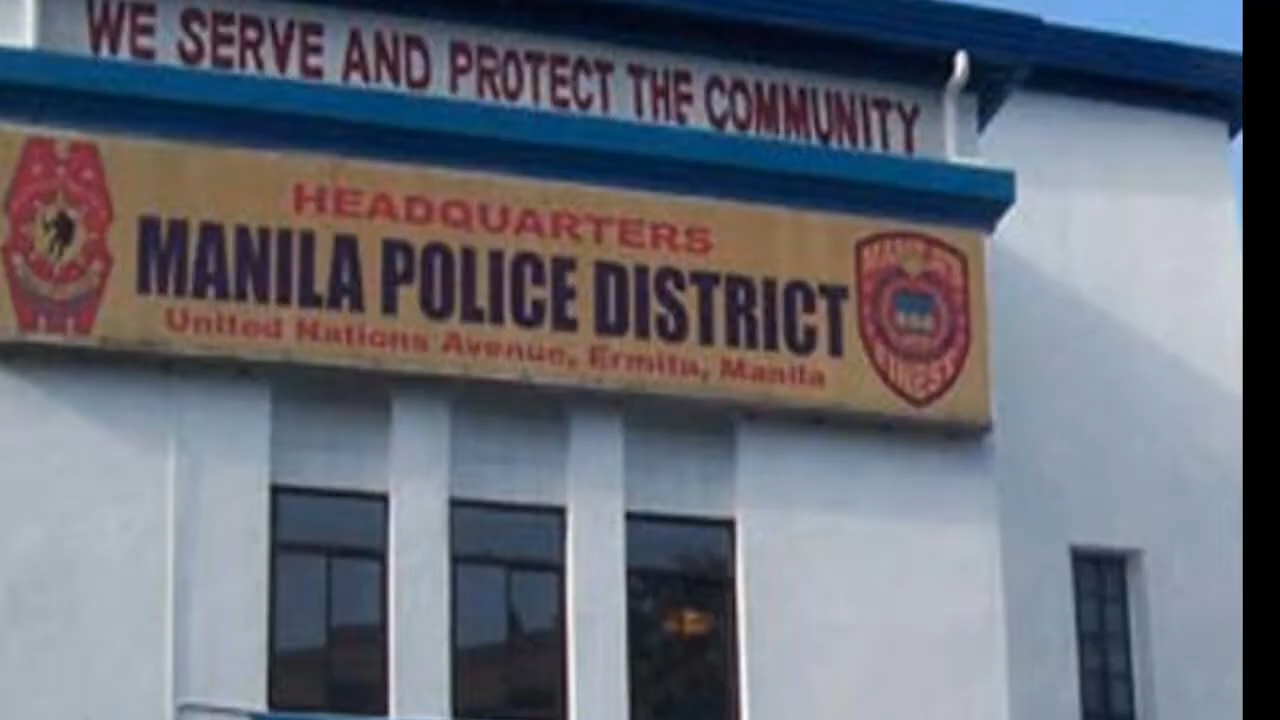 WE SERVE AND PROTECT THE COMMUNITY
HEADQUARTERS
MANILA POLICE DISTRICT
United Nations Avenue, Ermita, Manila